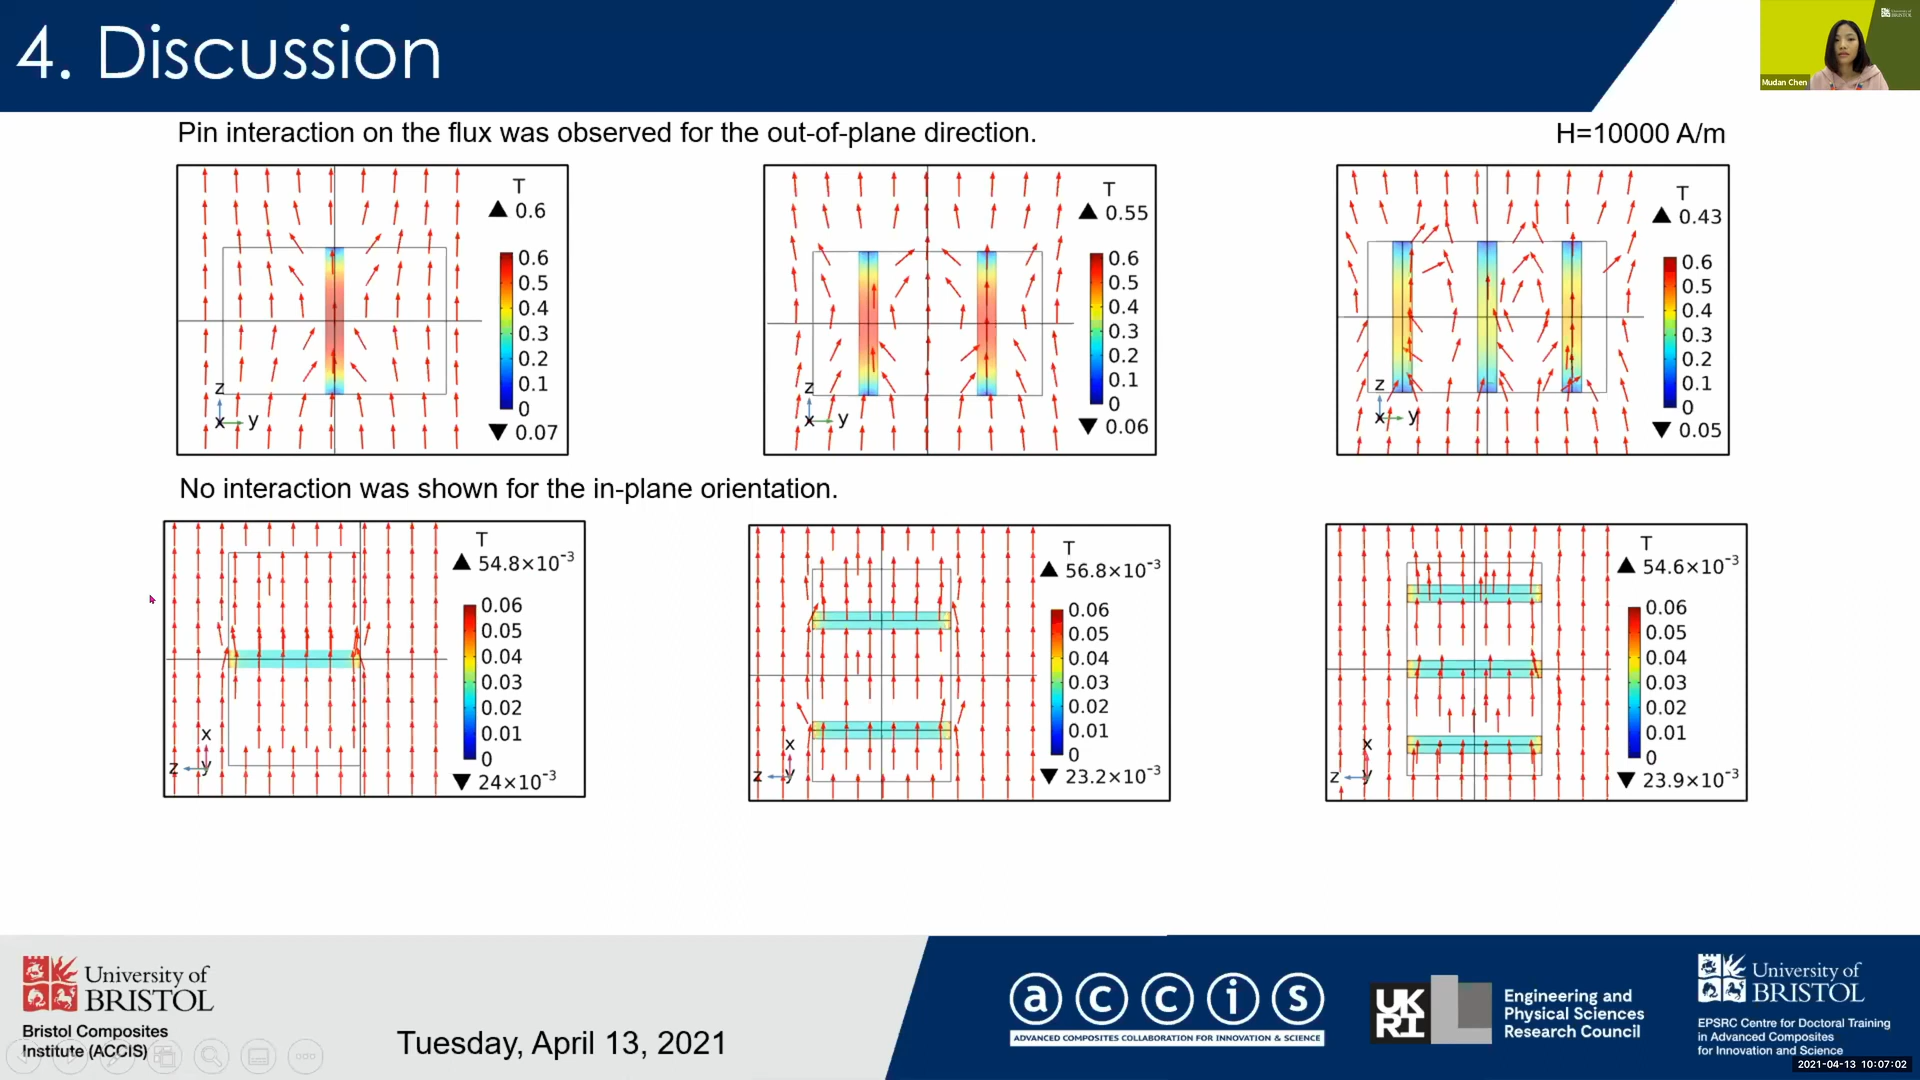 4. Discussion
University of
BRISTOL
Mudan Chen
Pin interaction on the flux was observed for the out-of-plane direction.
H=10000 A/m
T
▲ 0.6
0.6
0.5
0.4
0.3
0.2
0.1
0
▼ 0.07
z
x
y
T
▲ 0.55
0.6
0.5
0.4
0.3
0.2
0.1
0
▼ 0.06
z
x
y
T
▲ 0.43
0.6
0.5
0.4
0.3
0.2
0.1
0
▼ 0.05
z
x
y
No interaction was shown for the in-plane orientation.
T
▲ 54.8×10⁻³
0.06
0.05
0.04
0.03
0.02
0.01
0
▼ 24×10⁻³
x
z
y
T
▲ 56.8×10⁻³
0.06
0.05
0.04
0.03
0.02
0.01
0
▼ 23.2×10⁻³
x
z
y
T
▲ 54.6×10⁻³
0.06
0.05
0.04
0.03
0.02
0.01
0
▼ 23.9×10⁻³
x
z
y
University of
BRISTOL
Bristol Composites
Institute (ACCIS)
Tuesday, April 13, 2021
accis
ADVANCED COMPOSITES COLLABORATION FOR INNOVATION & SCIENCE
UK
RI
Engineering and
Physical Sciences
Research Council
University of
BRISTOL
EPSRC Centre for Doctoral Training
in Advanced Composites
for Innovation and Science
2021-04-13 10:07:02